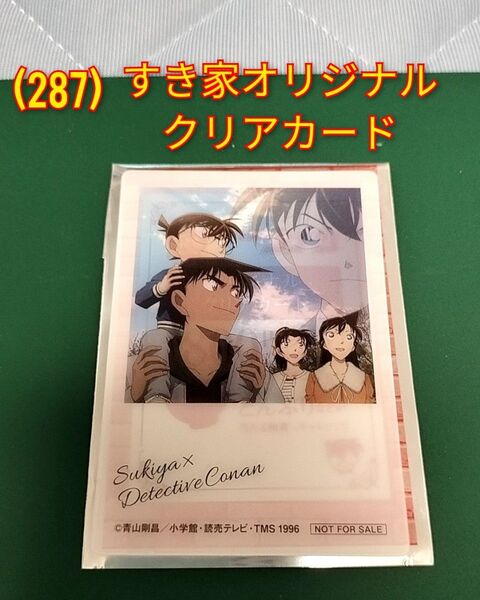 (287) すき家オリジナル
クリアカード
Sukiya×
Detective Conan
©青山剛昌／小学館・読売テレビ・TMS 1996 NOT FOR SALE